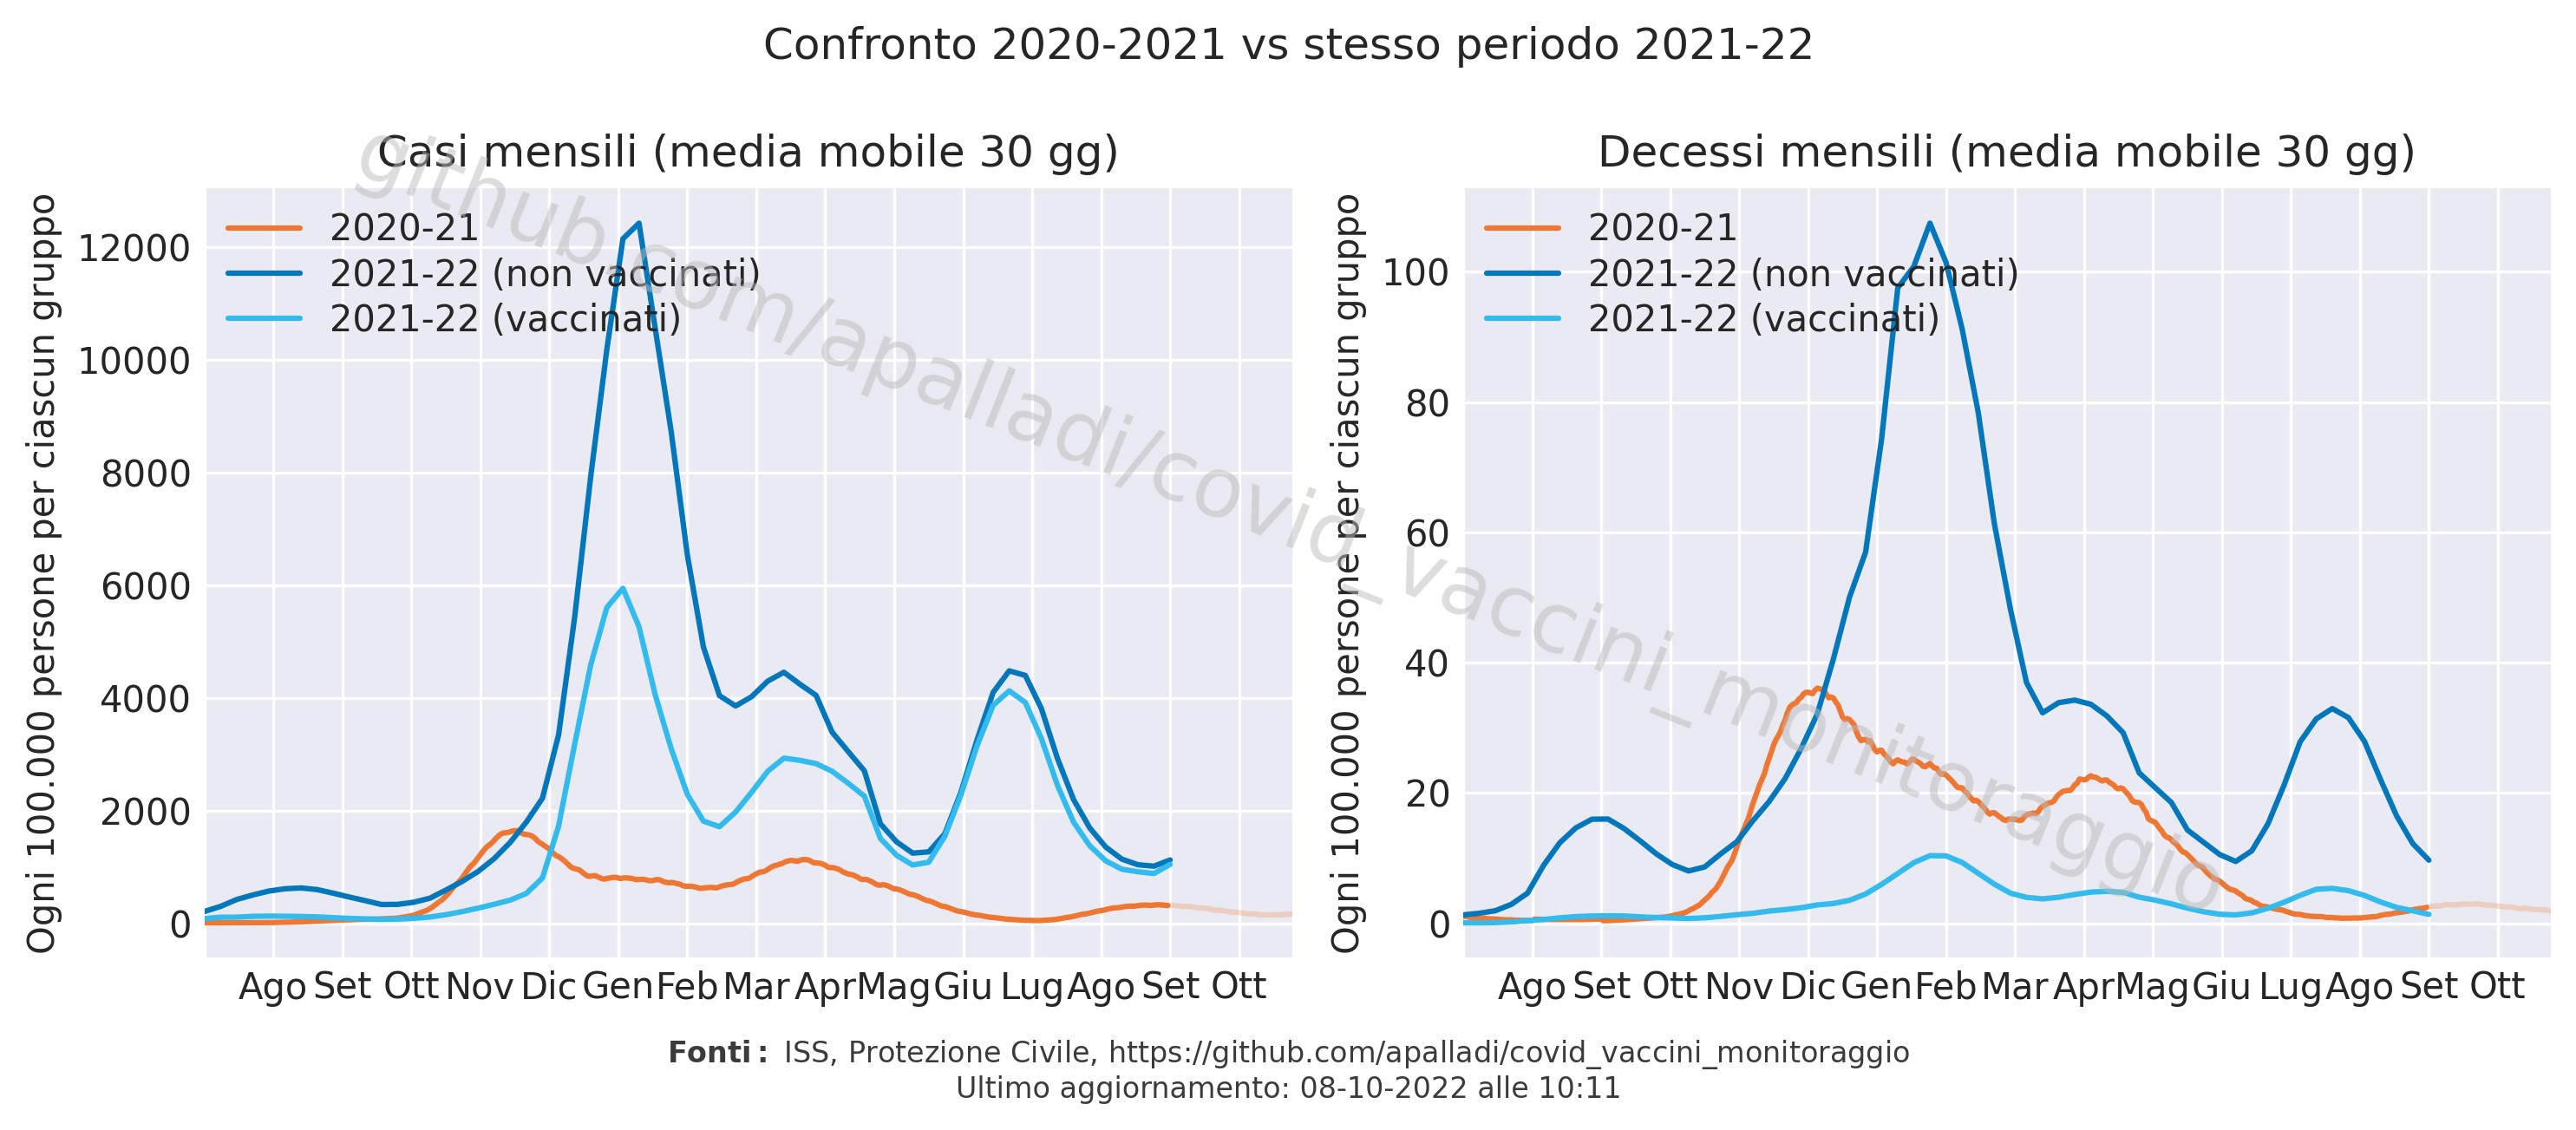 Confronto 2020-2021 vs stesso periodo 2021-22
Casi mensili (media mobile 30 gg)
Ogni 100.000 persone per ciascun gruppo
12000
10000
8000
6000
4000
2000
0
2020-21
2021-22 (non vaccinati)
2021-22 (vaccinati)
Ago Set Ott Nov Dic Gen Feb Mar Apr Mag Giu Lug Ago Set Ott
Decessi mensili (media mobile 30 gg)
Ogni 100.000 persone per ciascun gruppo
100
80
60
40
20
0
2020-21
2021-22 (non vaccinati)
2021-22 (vaccinati)
Ago Set Ott Nov Dic Gen Feb Mar Apr Mag Giu Lug Ago Set Ott
github.com/apalladi/covid_vaccini_monitoraggio
Fonti: ISS, Protezione Civile, https://github.com/apalladi/covid_vaccini_monitoraggio
Ultimo aggiornamento: 08-10-2022 alle 10:11